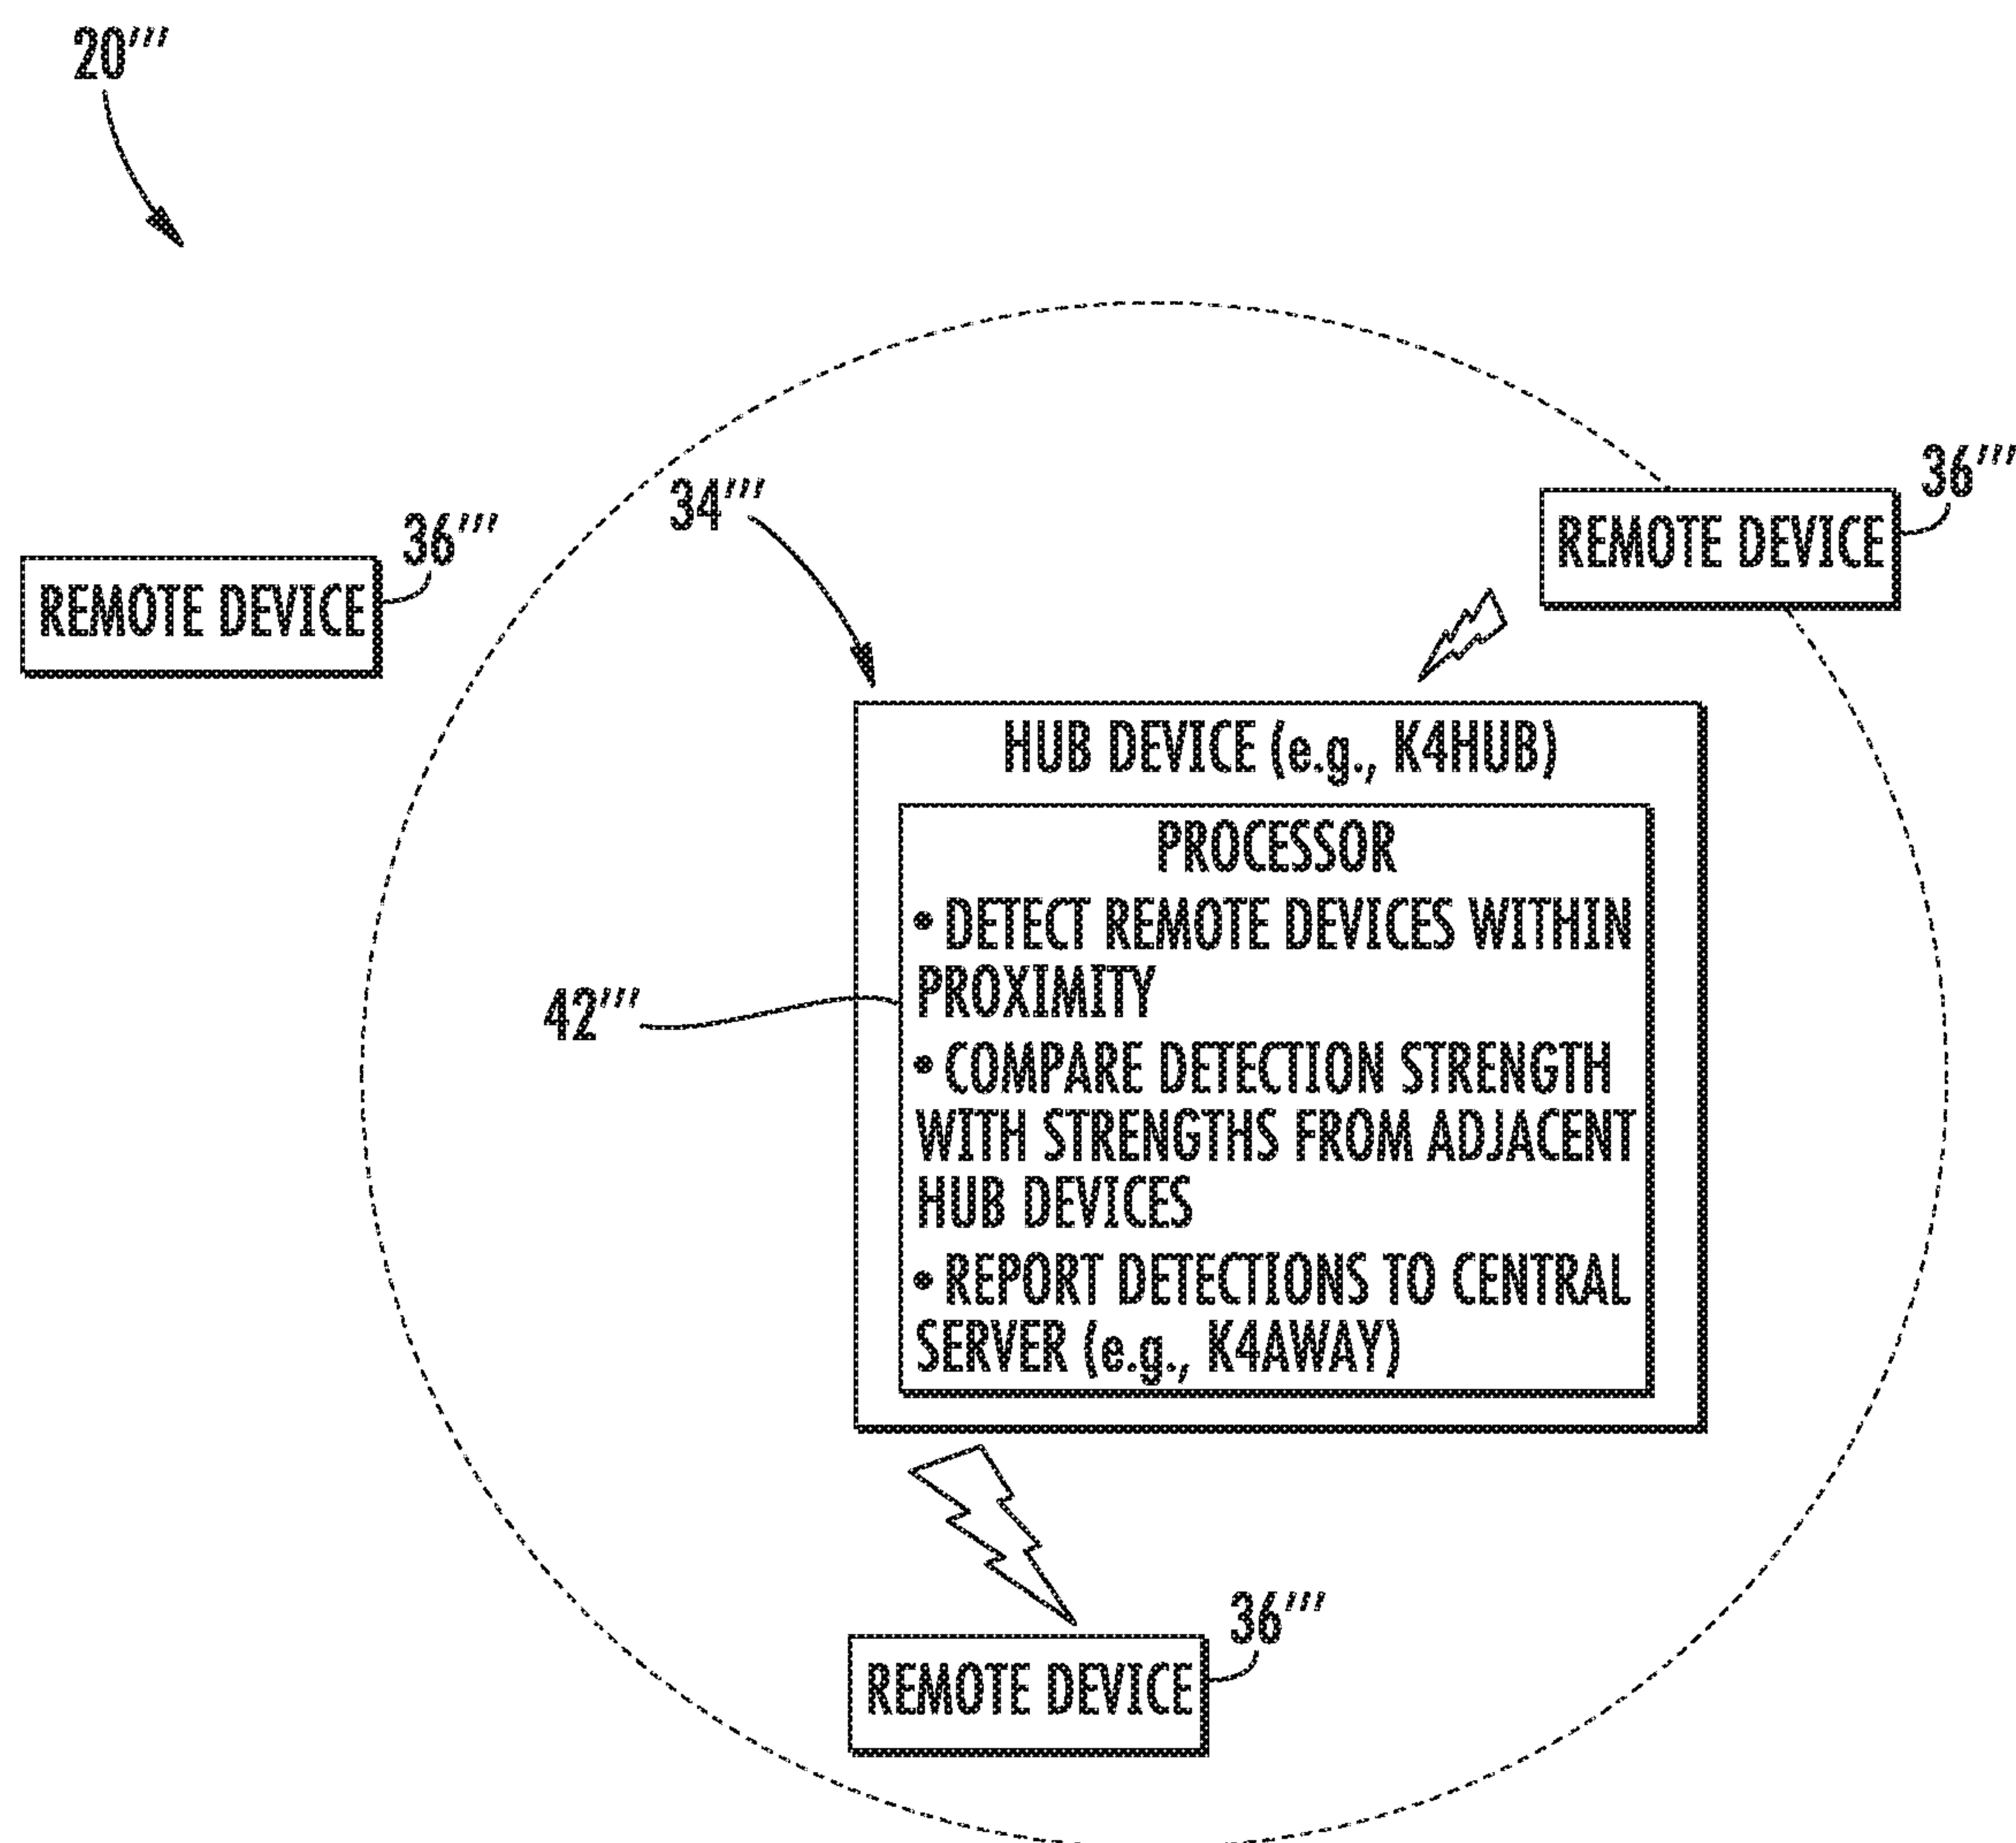 20′′′
36′′′
34′′′
36′′′
REMOTE DEVICE
REMOTE DEVICE
HUB DEVICE (e.g., K4HUB)
PROCESSOR
• DETECT REMOTE DEVICES WITHIN
PROXIMITY
42′′′
• COMPARE DETECTION STRENGTH
WITH STRENGTHS FROM ADJACENT
HUB DEVICES
• REPORT DETECTIONS TO CENTRAL
SERVER (e.g., K4AWAY)
36′′′
REMOTE DEVICE